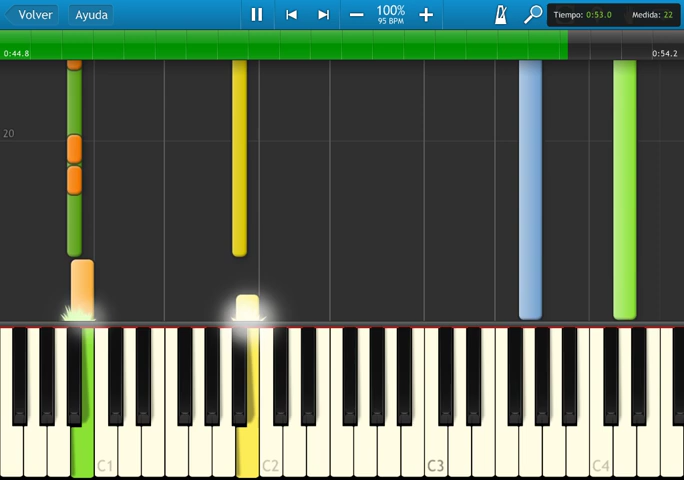 Volver
Ayuda
100%
95 BPM
Tiempo: 0:53.0
Medida: 22
0:44.8
0:54.2
20
C1
C2
C3
C4